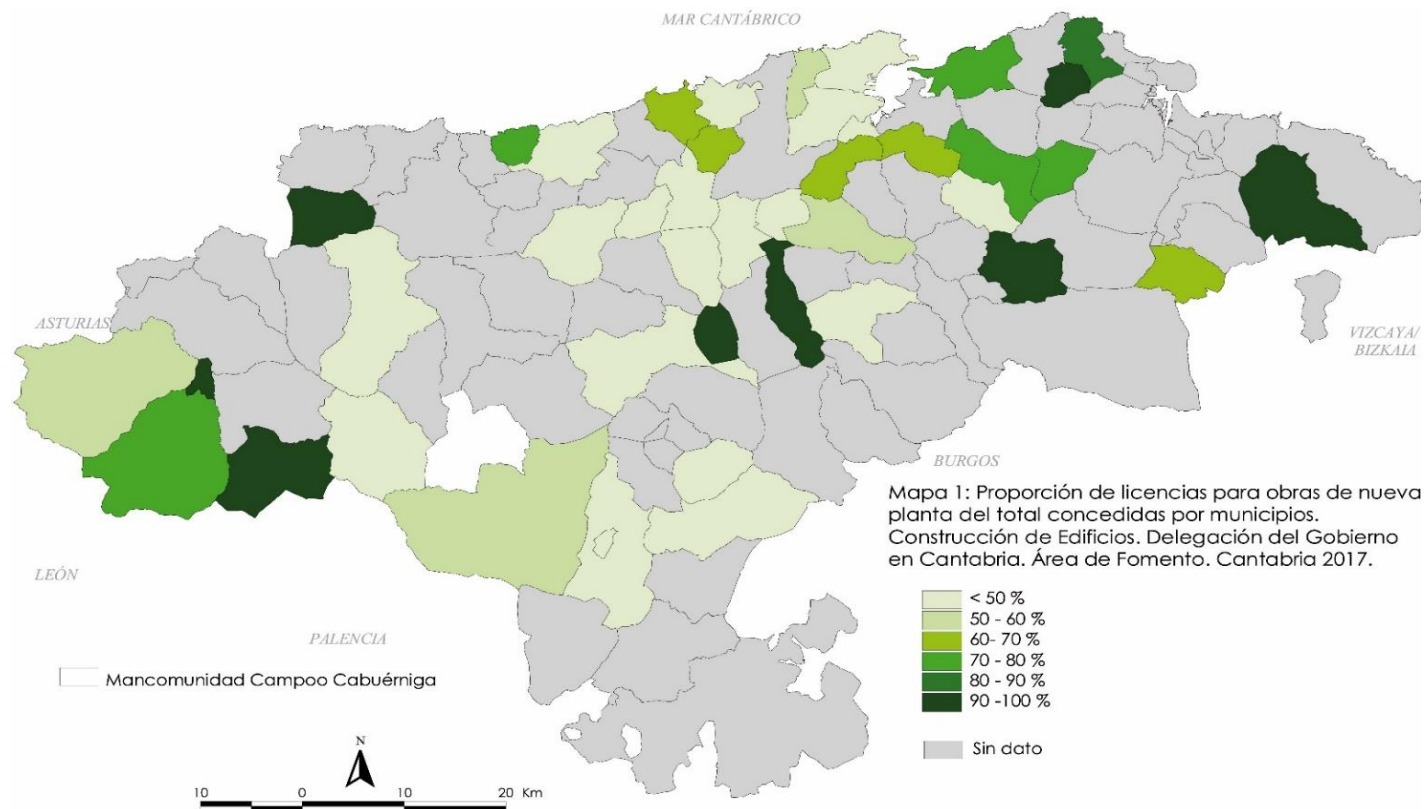 MAR CANTÁBRICO
ASTURIAS
VIZCAYA/
BIZKAIA
BURGOS
Mapa 1: Proporción de licencias para obras de nueva
planta del total concedidas por municipios.
Construcción de Edificios. Delegación del Gobierno
en Cantabria. Área de Fomento. Cantabria 2017.
LEÓN
< 50 %
50 - 60 %
60- 70 %
70 - 80 %
80 - 90 %
90 -100 %
PALENCIA
Mancomunidad Campoo Cabuérniga
Sin dato
N
10 0 10 20 Km